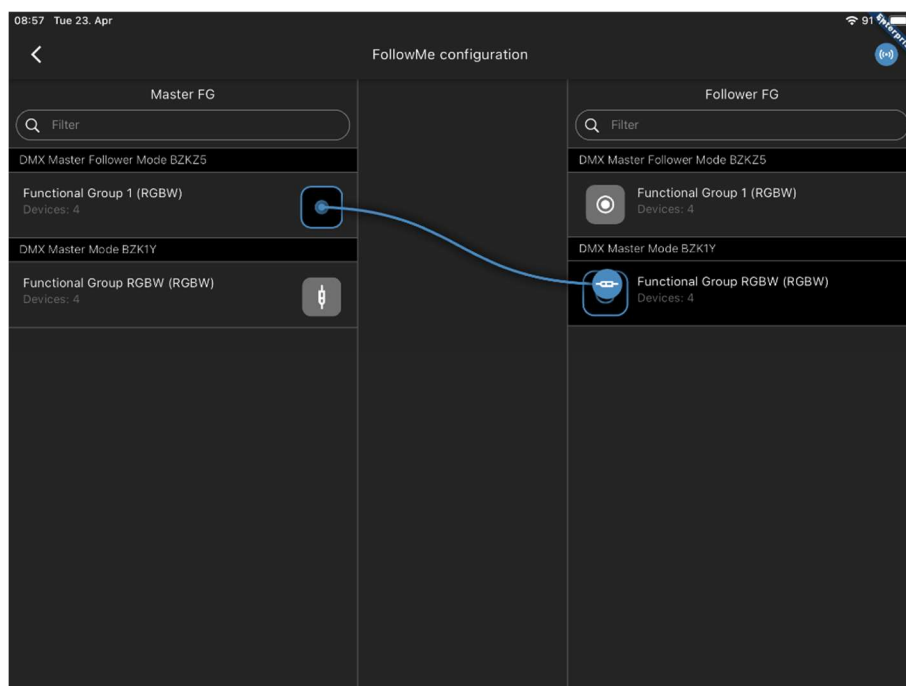 08:57 Tue 23. Apr
91 %
Enterpris
FollowMe configuration
Master FG
Follower FG
Filter
Filter
DMX Master Follower Mode BZKZ5
DMX Master Follower Mode BZKZ5
Functional Group 1 (RGBW)
Devices: 4
Functional Group 1 (RGBW)
Devices: 4
DMX Master Mode BZK1Y
DMX Master Mode BZK1Y
Functional Group RGBW (RGBW)
Devices: 4
Functional Group RGBW (RGBW)
Devices: 4